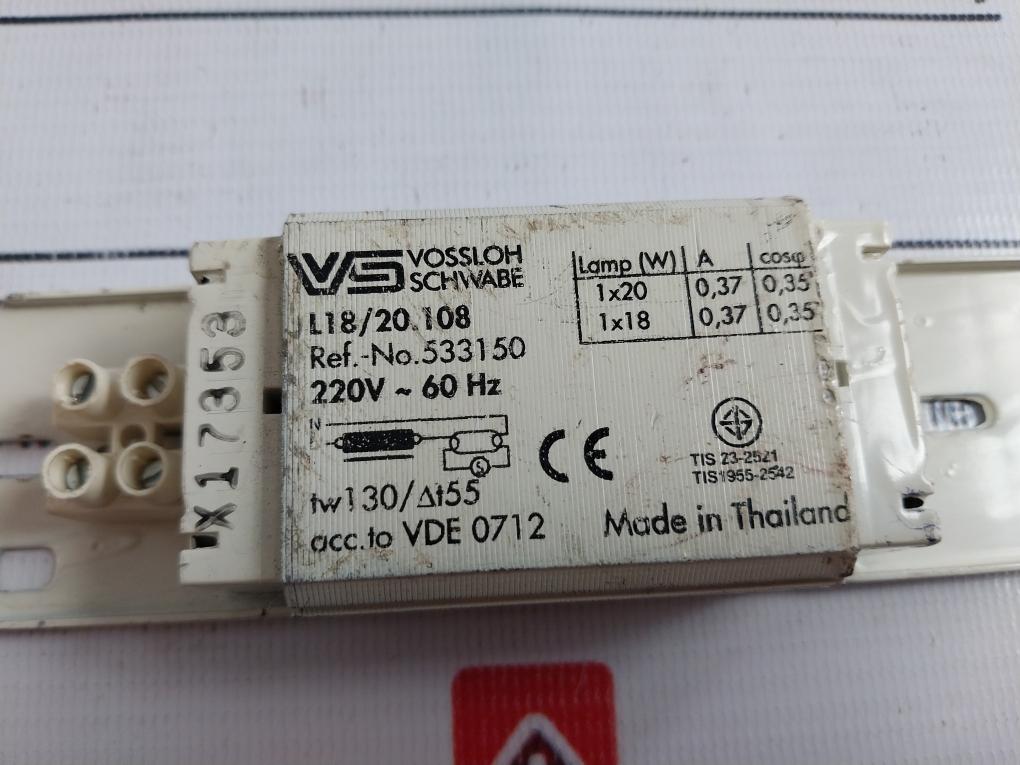 VS VOSSLOH
SCHWABE
L18/20.108
Ref.-No.533150
220V ~ 60 Hz
N
L
tw130/Δt55
acc.to VDE 0712
Lamp (W) A cosφ
1x20 0,37 0,35
1x18 0,37 0,35
CE
TIS 23-2521
TIS1955-2542
Made in Thailand
X17353